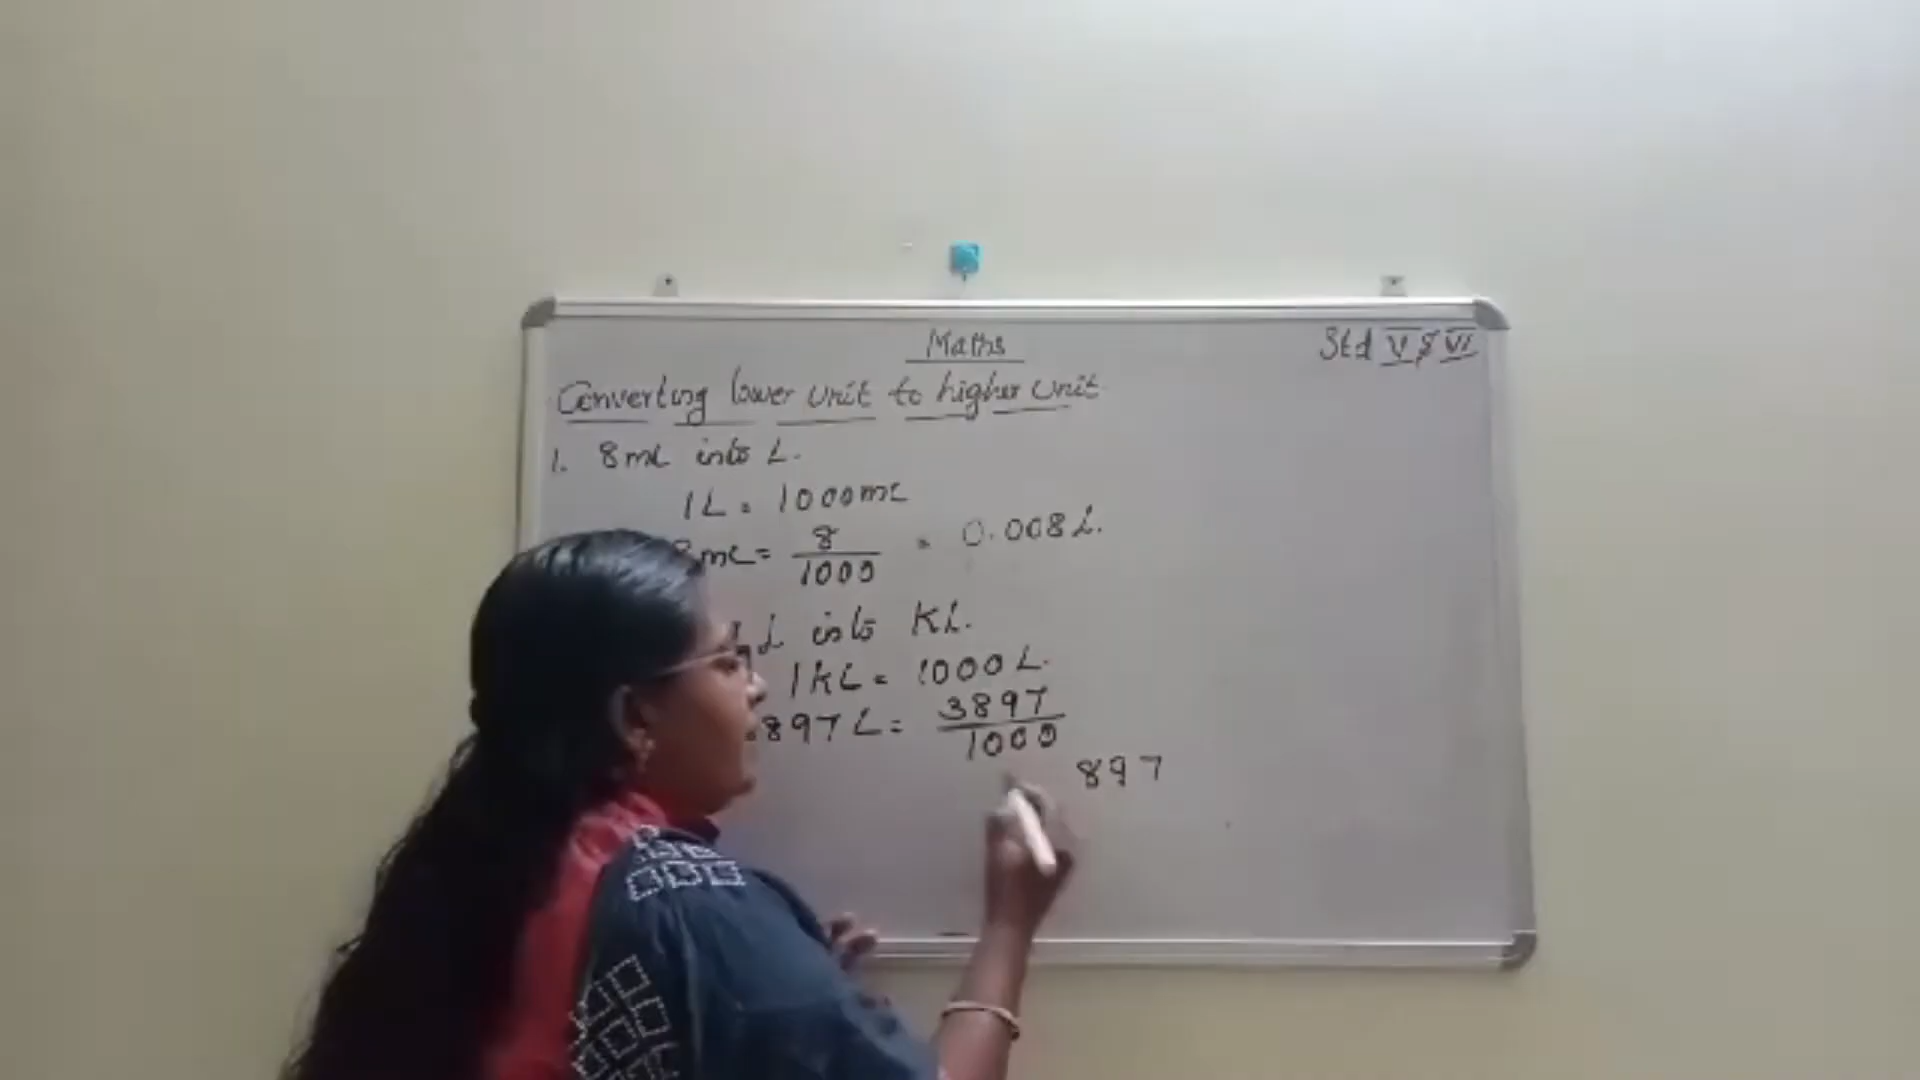 Maths
Std V & VI
Converting lower unit to higher unit
1. 8ml into L.
1L = 1000ml
8ml = 8/1000 = 0.008L.
L into KL.
1kL = 1000L.
897L = 3897/1000
897